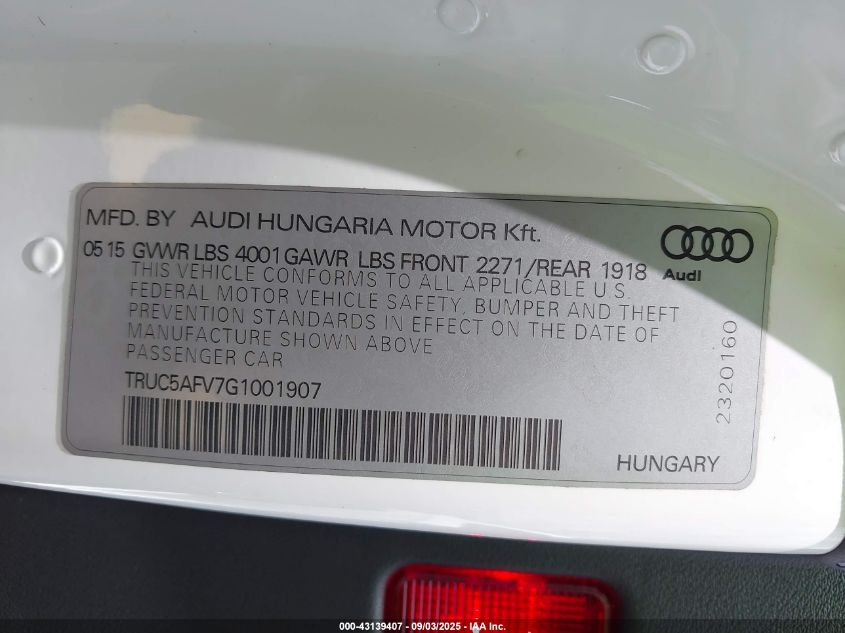 MFD. BY AUDI HUNGARIA MOTOR Kft.
05 15 GVWR LBS 4001 GAWR LBS FRONT 2271/REAR 1918
Audi
THIS VEHICLE CONFORMS TO ALL APPLICABLE U.S.
FEDERAL MOTOR VEHICLE SAFETY, BUMPER AND THEFT
PREVENTION STANDARDS IN EFFECT ON THE DATE OF
MANUFACTURE SHOWN ABOVE
PASSENGER CAR
TRUC5AFV7G1001907
2320160
HUNGARY
000-43139407 - 09/03/2025 - IAA Inc.